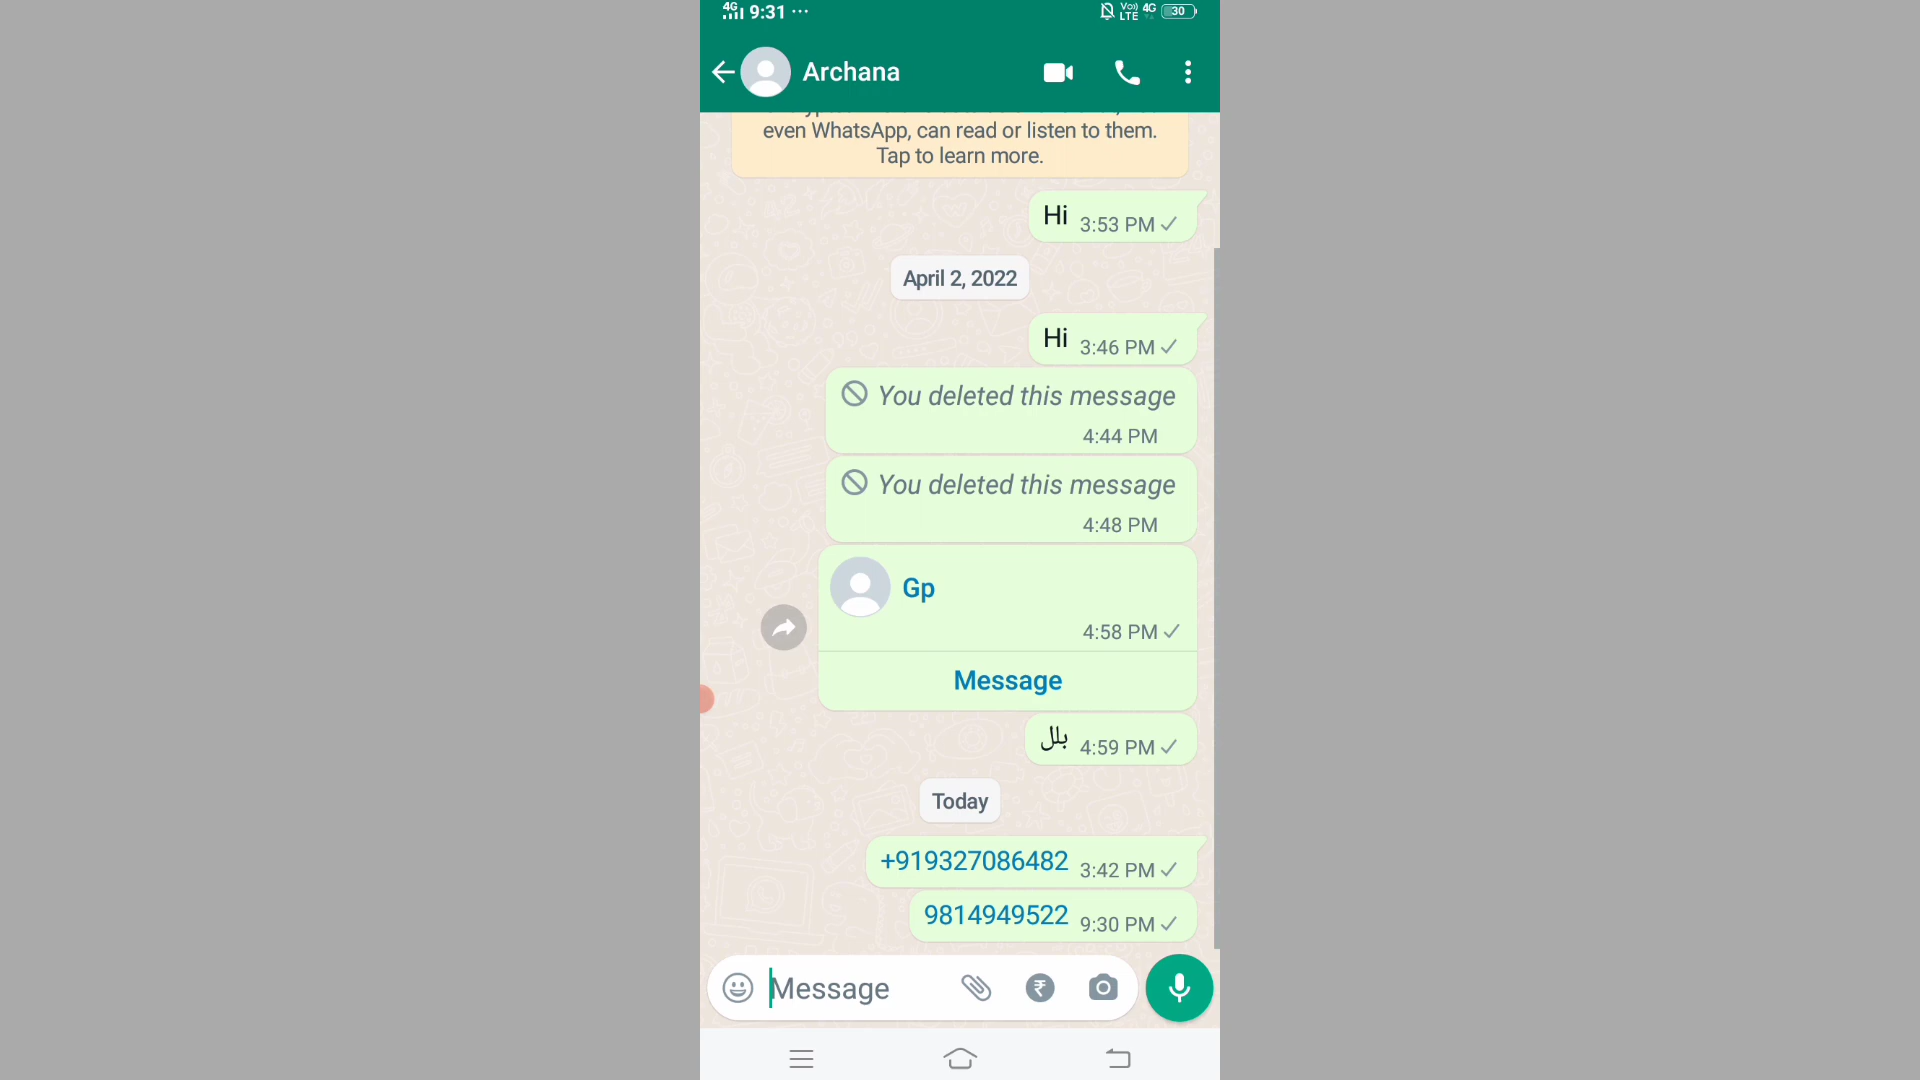 4G 9:31 ...
Vo) LTE 4G 30
Archana
even WhatsApp, can read or listen to them.
Tap to learn more.
Hi 3:53 PM
April 2, 2022
Hi 3:46 PM
You deleted this message
4:44 PM
You deleted this message
4:48 PM
Gp
4:58 PM
Message
بلل 4:59 PM
Today
+919327086482 3:42 PM
9814949522 9:30 PM
Message
₹